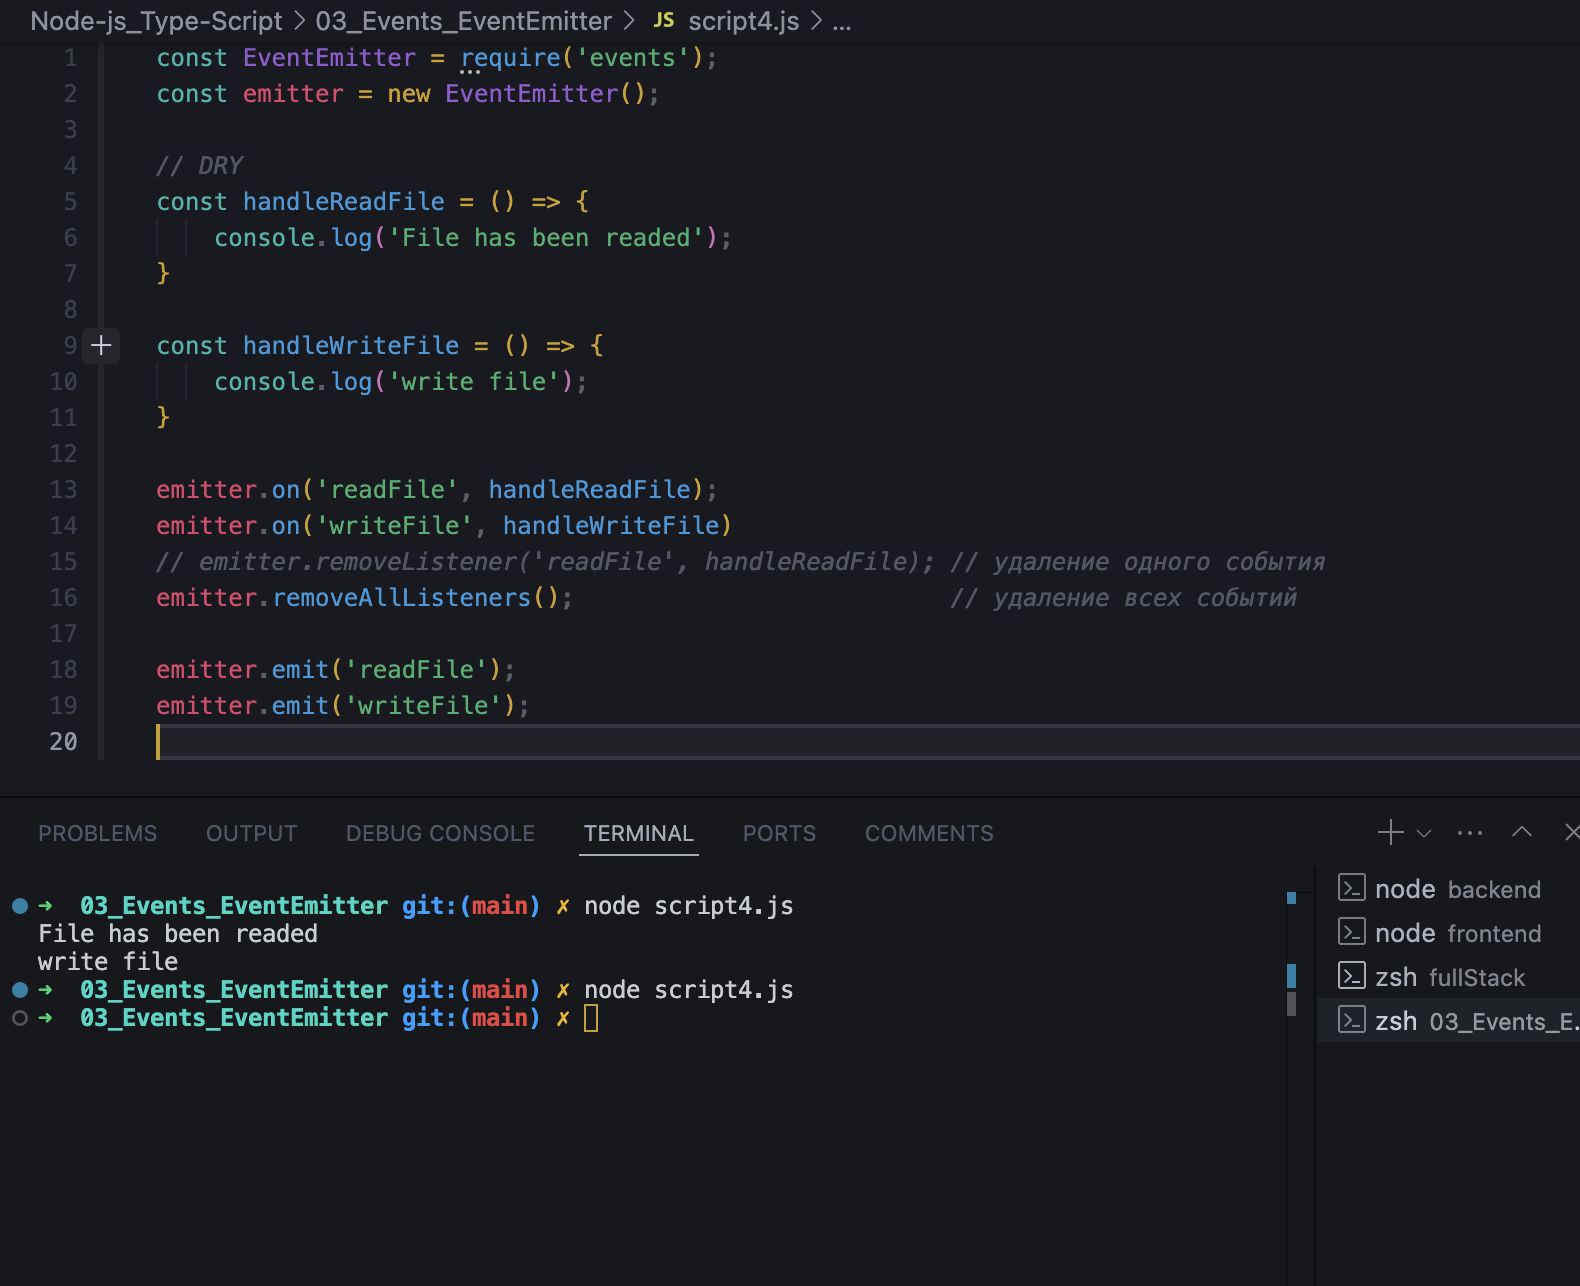 Node-js_Type-Script > 03_Events_EventEmitter > JS script4.js > ...
1 const EventEmitter = require('events');
2 const emitter = new EventEmitter();
3
4 // DRY
5 const handleReadFile = () => {
6 console.log('File has been readed');
7 }
8
9 const handleWriteFile = () => {
10 console.log('write file');
11 }
12
13 emitter.on('readFile', handleReadFile);
14 emitter.on('writeFile', handleWriteFile)
15 // emitter.removeListener('readFile', handleReadFile); // удаление одного события
16 emitter.removeAllListeners(); // удаление всех событий
17
18 emitter.emit('readFile');
19 emitter.emit('writeFile');
20
PROBLEMS OUTPUT DEBUG CONSOLE TERMINAL PORTS COMMENTS
➜ 03_Events_EventEmitter git:(main) ✗ node script4.js
File has been readed
write file
➜ 03_Events_EventEmitter git:(main) ✗ node script4.js
➜ 03_Events_EventEmitter git:(main) ✗
node backend
node frontend
zsh fullStack
zsh 03_Events_E...